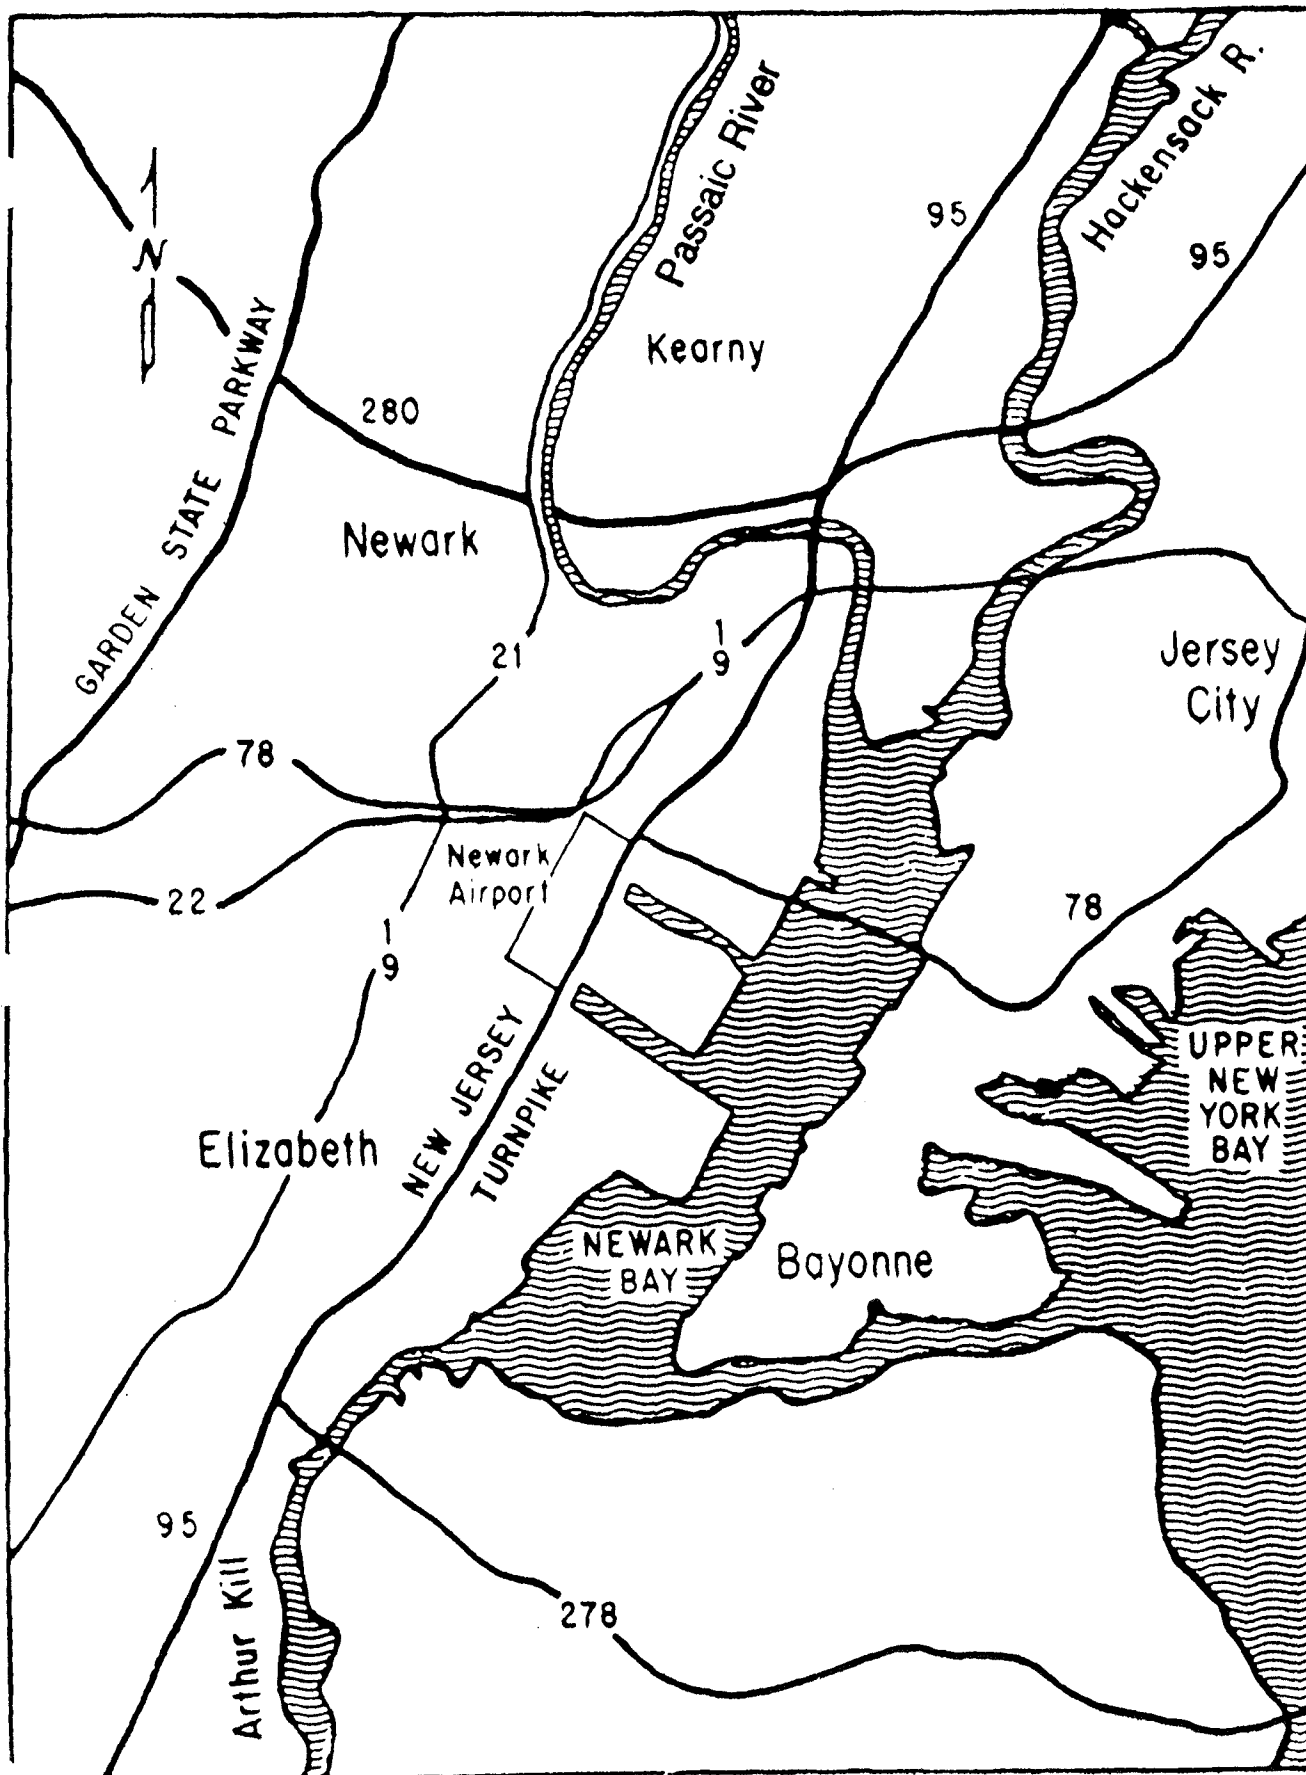 Passaic River
Hackensack R.
95
95
N
Kearny
GARDEN STATE PARKWAY
280
Newark
21
1
9
Jersey
City
78
Newark
Airport
22
1
9
78
UPPER
NEW
YORK
BAY
NEW JERSEY
TURNPIKE
Elizabeth
NEWARK
BAY
Bayonne
95
Arthur Kill
278